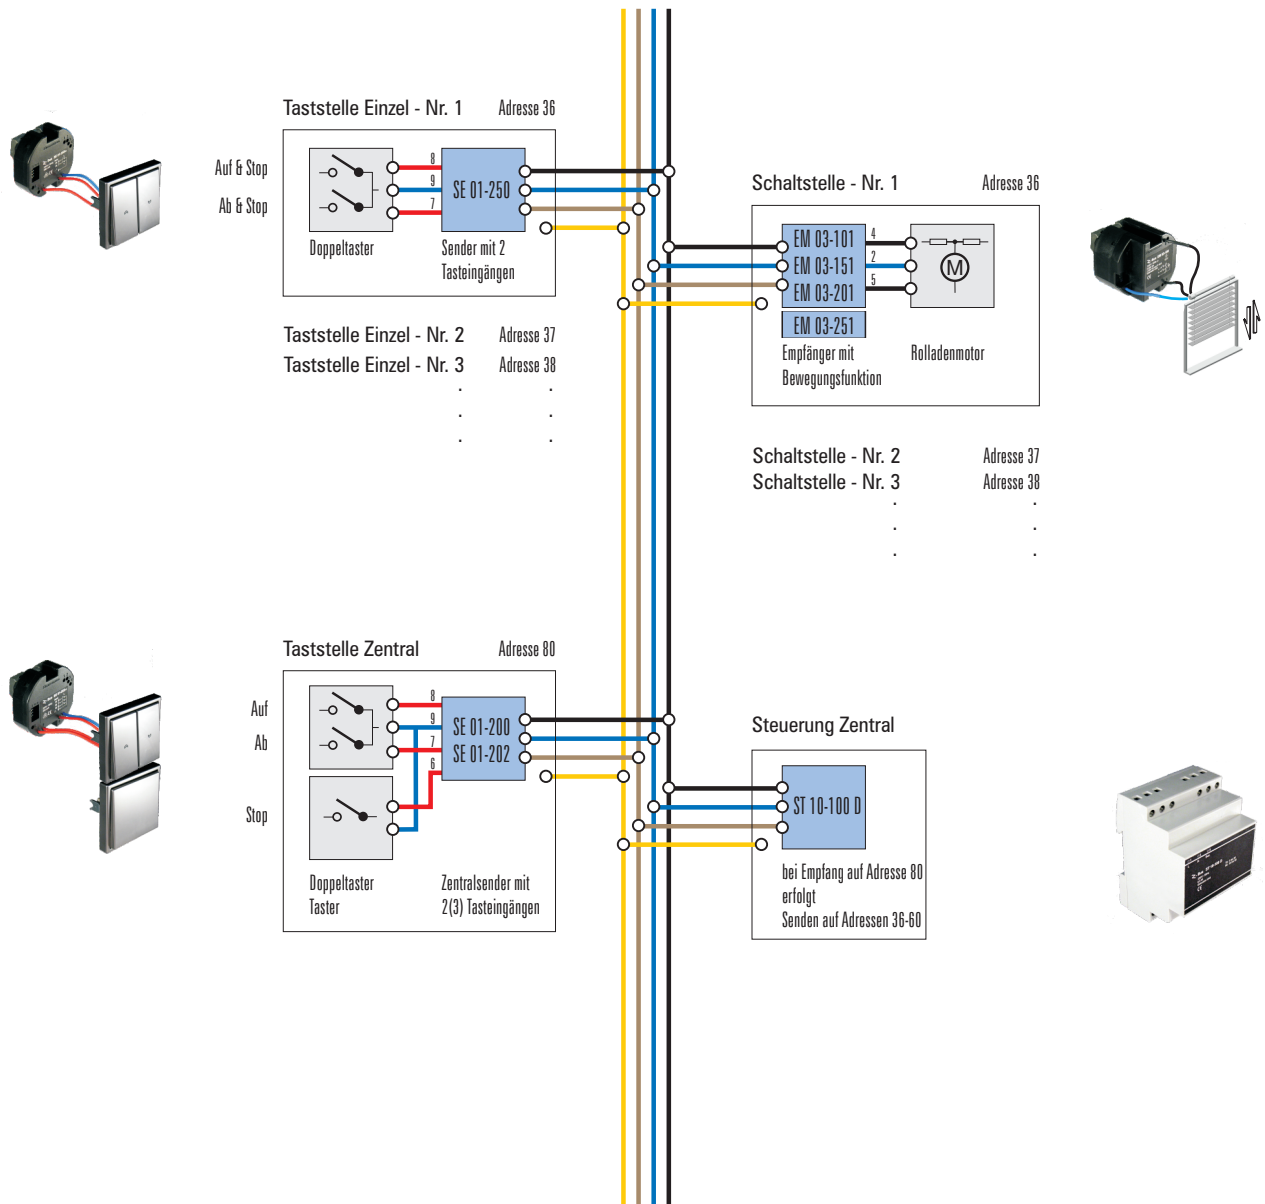 Taststelle Einzel - Nr. 1 Adresse 36
Auf & Stop
Ab & Stop
8
9
7
SE 01-250
Doppeltaster
Sender mit 2
Tasteingängen
Taststelle Einzel - Nr. 2 Adresse 37
Taststelle Einzel - Nr. 3 Adresse 38
. .
. .
. .
Schaltstelle - Nr. 1 Adresse 36
EM 03-101
EM 03-151
EM 03-201
EM 03-251
4
2
5
M
Empfänger mit
Bewegungsfunktion
Rolladenmotor
Schaltstelle - Nr. 2 Adresse 37
Schaltstelle - Nr. 3 Adresse 38
. .
. .
. .
Taststelle Zentral Adresse 80
Auf
Ab
Stop
8
9
7
6
SE 01-200
SE 01-202
Doppeltaster
Taster
Zentralsender mit
2(3) Tasteingängen
Steuerung Zentral
ST 10-100 D
bei Empfang auf Adresse 80
erfolgt
Senden auf Adressen 36-60